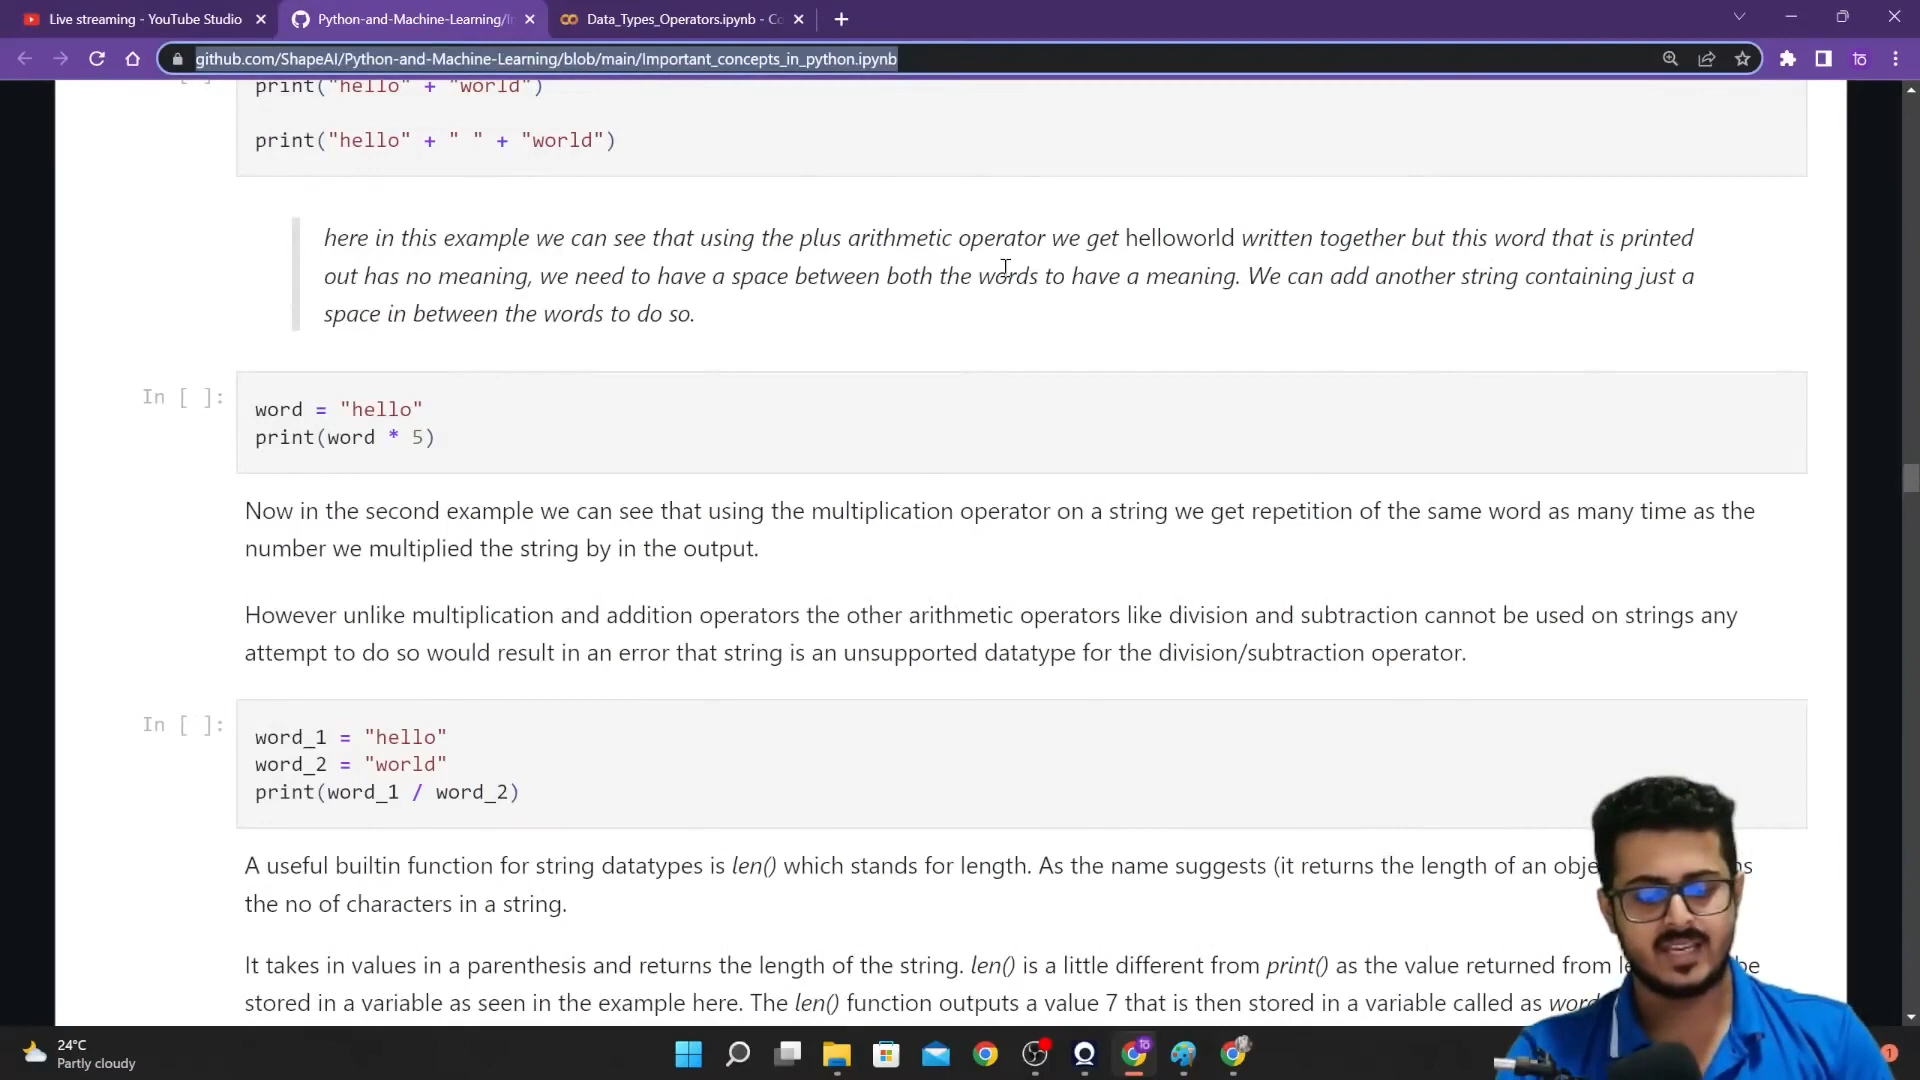 Live streaming - YouTube Studio
Python-and-Machine-Learning/I
Data_Types_Operators.ipynb - Co
github.com/ShapeAI/Python-and-Machine-Learning/blob/main/Important_concepts_in_python.ipynb
print("hello" + "world")
print("hello" + " " + "world")
here in this example we can see that using the plus arithmetic operator we get helloworld written together but this word that is printed
out has no meaning, we need to have a space between both the words to have a meaning. We can add another string containing just a
space in between the words to do so.
In [ ]:
word = "hello"
print(word * 5)
Now in the second example we can see that using the multiplication operator on a string we get repetition of the same word as many time as the
number we multiplied the string by in the output.
However unlike multiplication and addition operators the other arithmetic operators like division and subtraction cannot be used on strings any
attempt to do so would result in an error that string is an unsupported datatype for the division/subtraction operator.
In [ ]:
word_1 = "hello"
word_2 = "world"
print(word_1 / word_2)
A useful builtin function for string datatypes is len() which stands for length. As the name suggests (it returns the length of an
the no of characters in a string.
It takes in values in a parenthesis and returns the length of the string. len() is a little different from print() as the value returned from
stored in a variable as seen in the example here. The len() function outputs a value 7 that is then stored in a variable called as
24°C
Partly cloudy
1